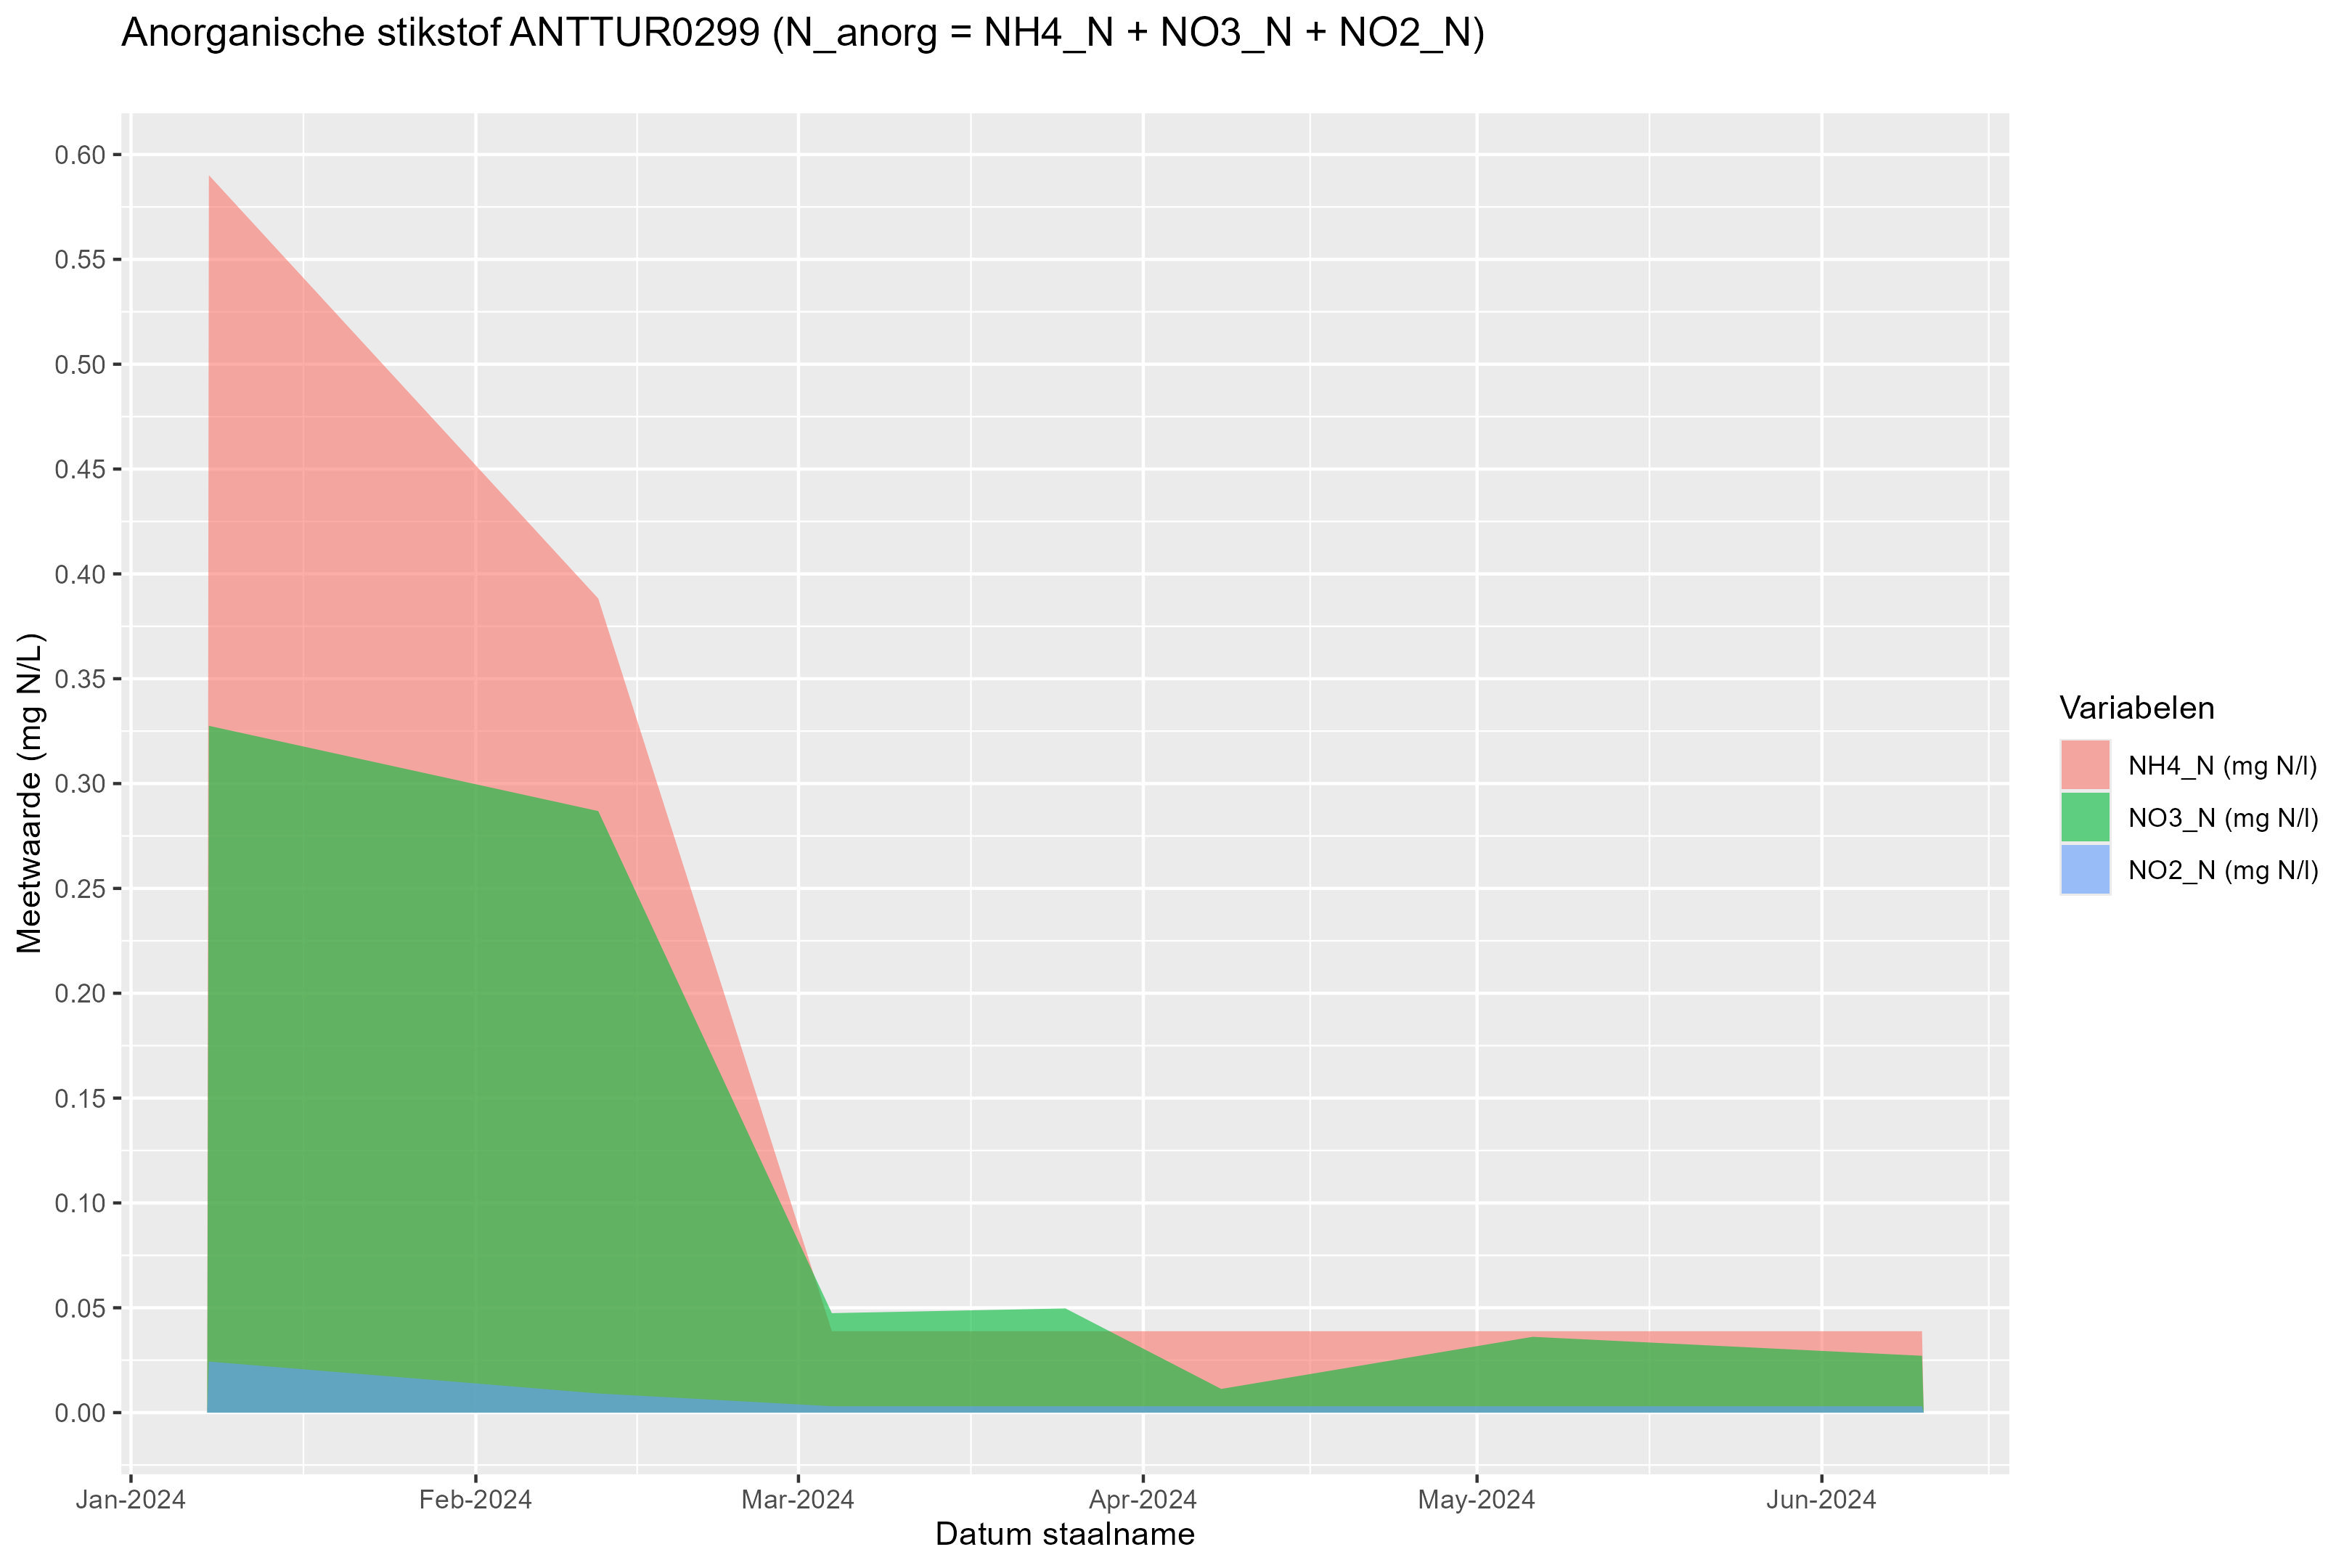 Anorganische stikstof ANTTUR0299 (N_anorg = NH4_N + NO3_N + NO2_N)
0.60
0.55
0.50
0.45
0.40
0.35
0.30
0.25
0.20
0.15
0.10
0.05
0.00
Meetwaarde (mg N/L)
Jan-2024 Feb-2024 Mar-2024 Apr-2024 May-2024 Jun-2024
Datum staalname
Variabelen
NH4_N (mg N/l)
NO3_N (mg N/l)
NO2_N (mg N/l)